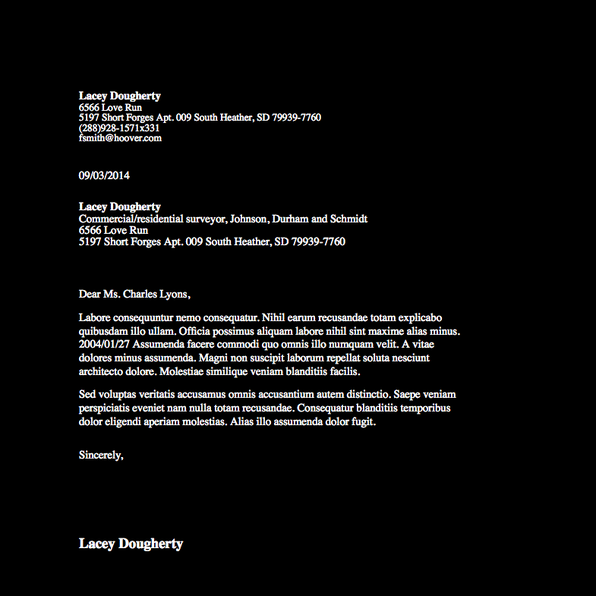 Lacey Dougherty
6566 Love Run
5197 Short Forges Apt. 009 South Heather, SD 79939-7760
(288)928-1571x331
fsmith@hoover.com
09/03/2014
Lacey Dougherty
Commercial/residential surveyor, Johnson, Durham and Schmidt
6566 Love Run
5197 Short Forges Apt. 009 South Heather, SD 79939-7760
Dear Ms. Charles Lyons,
Labore consequuntur nemo consequatur. Nihil earum recusandae totam explicabo
quibusdam illo ullam. Officia possimus aliquam labore nihil sint maxime alias minus.
2004/01/27 Assumenda facere commodi quo omnis illo numquam velit. A vitae
dolores minus assumenda. Magni non suscipit laborum repellat soluta nesciunt
architecto dolore. Molestiae similique veniam blanditiis facilis.
Sed voluptas veritatis accusamus omnis accusantium autem distinctio. Saepe veniam
perspiciatis eveniet nam nulla totam recusandae. Consequatur blanditiis temporibus
dolor eligendi aperiam molestias. Alias illo assumenda dolor fugit.
Sincerely,
Lacey Dougherty